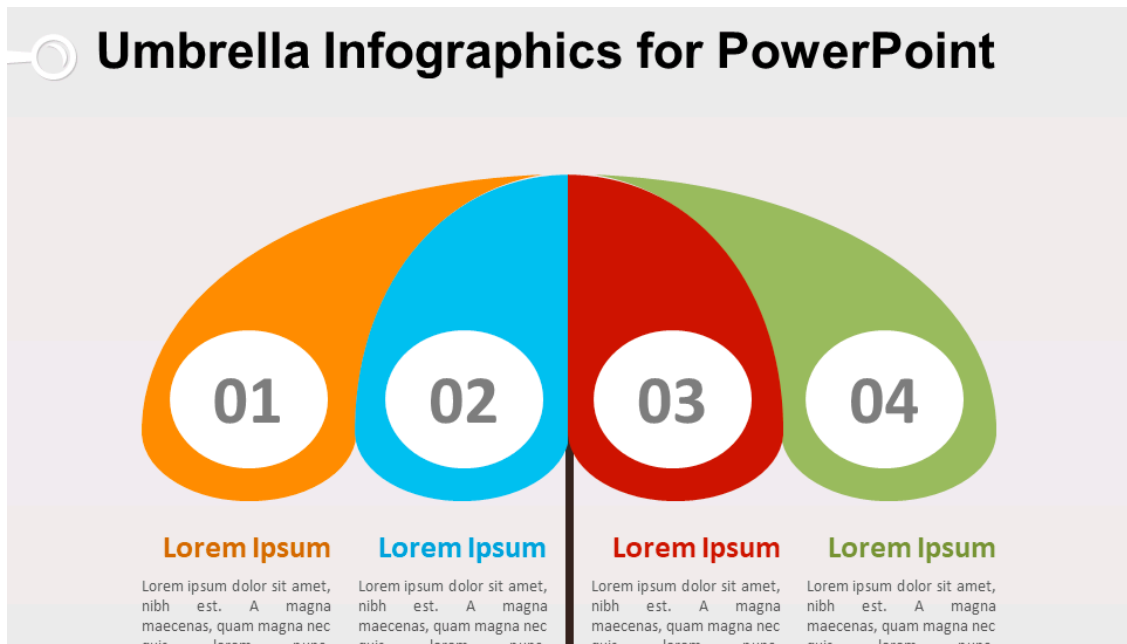 Umbrella Infographics for PowerPoint
01
02
03
04
Lorem Ipsum
Lorem ipsum dolor sit amet,
nibh est. A magna
maecenas, quam magna nec
Lorem Ipsum
Lorem ipsum dolor sit amet,
nibh est. A magna
maecenas, quam magna nec
Lorem Ipsum
Lorem ipsum dolor sit amet,
nibh est. A magna
maecenas, quam magna nec
Lorem Ipsum
Lorem ipsum dolor sit amet,
nibh est. A magna
maecenas, quam magna nec